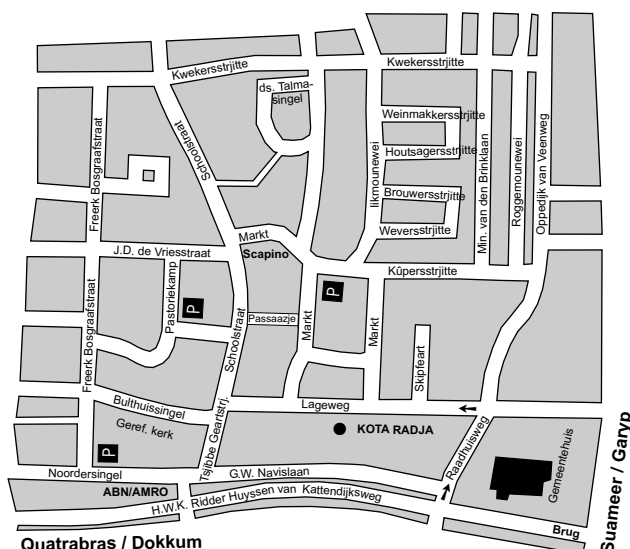 Kwekersstrjitte
Kwekersstrjitte
ds. Talma-
singel
Weinmakkersstrjitte
Houtsagersstrjitte
Brouwersstrjitte
Weversstrjitte
Freerk Bosgraafstraat
Schoolstraat
likmounewei
Min. van den Brinklaan
Roggemounewei
Oppedijk van Veenweg
Markt
Scapino
J.D. de Vriesstraat
Kûpersstrjitte
Pastoriekamp
P
P
Freerk Bosgraafstraat
Schoolstraat
Passaazje
Markt
Markt
Skipfeart
Bulthuissingel
Lageweg
Tsjibbe Geartstrj.
Geref. kerk
P
KOTA RADJA
Raadhuisweg
Gemeentehuis
Noordersingel
G.W. Navislaan
ABN/AMRO
H.W.K. Ridder Huyssen van Kattendijksweg
Brug
Suameer / Garyp
Quatrabras / Dokkum